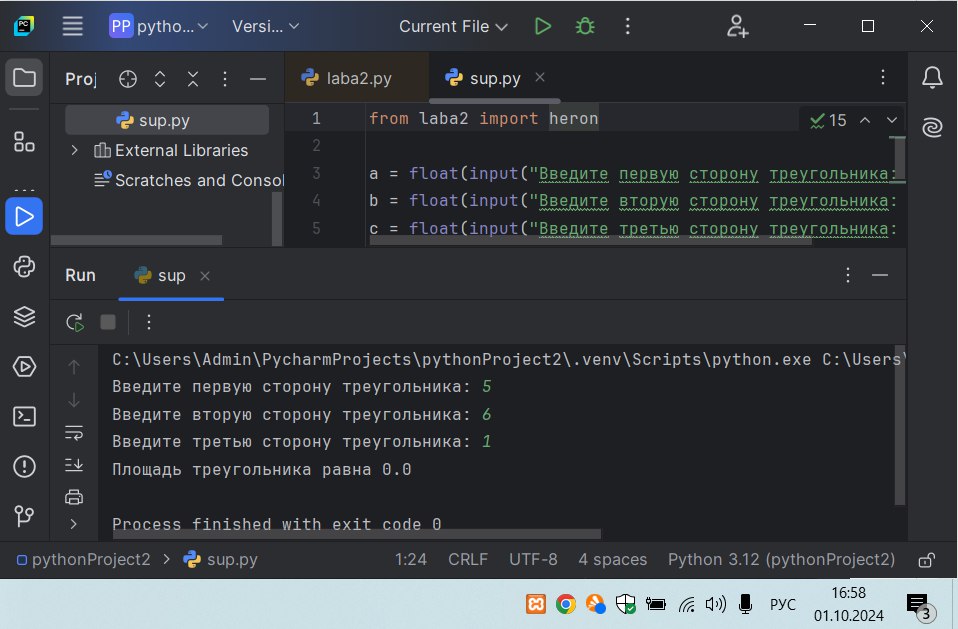 PP pytho... Versi... Current File
Proj laba2.py sup.py
sup.py
External Libraries
Scratches and Consol
1 from laba2 import heron 15
2
3 a = float(input("Введите первую сторону треугольника:
4 b = float(input("Введите вторую сторону треугольника:
5 c = float(input("Введите третью сторону треугольника:
Run sup
C:\Users\Admin\PycharmProjects\pythonProject2\.venv\Scripts\python.exe C:\Users\
Введите первую сторону треугольника: 5
Введите вторую сторону треугольника: 6
Введите третью сторону треугольника: 1
Площадь треугольника равна 0.0
Process finished with exit code 0
pythonProject2 sup.py 1:24 CRLF UTF-8 4 spaces Python 3.12 (pythonProject2)
РУС 16:58
01.10.2024 3